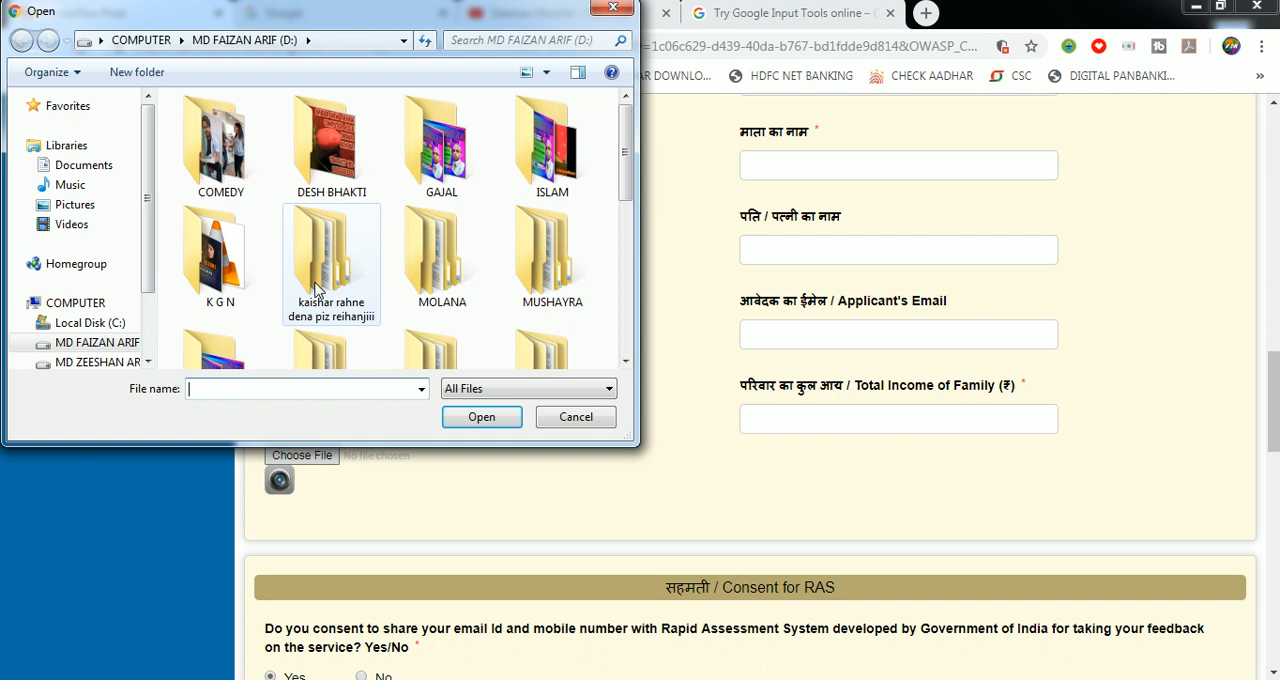 Open
Google
Try Google Input Tools online –
COMPUTER
MD FAIZAN ARIF (D:)
Search MD FAIZAN ARIF (D:)
=1c06c629-d439-40da-b767-bd1fdde9d814&OWASP_C...
Organize
New folder
AR DOWNLO...
HDFC NET BANKING
CHECK AADHAR
CSC
DIGITAL PANBANKI...
»
Favorites
Libraries
Documents
Music
Pictures
Videos
Homegroup
COMPUTER
Local Disk (C:)
MD FAIZAN ARIF
MD ZEESHAN AR
COMEDY
DESH BHAKTI
GAJAL
ISLAM
K G N
kaishar rahne
dena piz reihanjiii
MOLANA
MUSHAYRA
File name:
All Files
Open
Cancel
माता का नाम *
पति / पत्नी का नाम
आवेदक का ईमेल / Applicant's Email
परिवार का कुल आय / Total Income of Family (₹) *
Choose File
No file chosen
सहमती / Consent for RAS
Do you consent to share your email Id and mobile number with Rapid Assessment System developed by Government of India for taking your feedback
on the service? Yes/No *
Yes
No